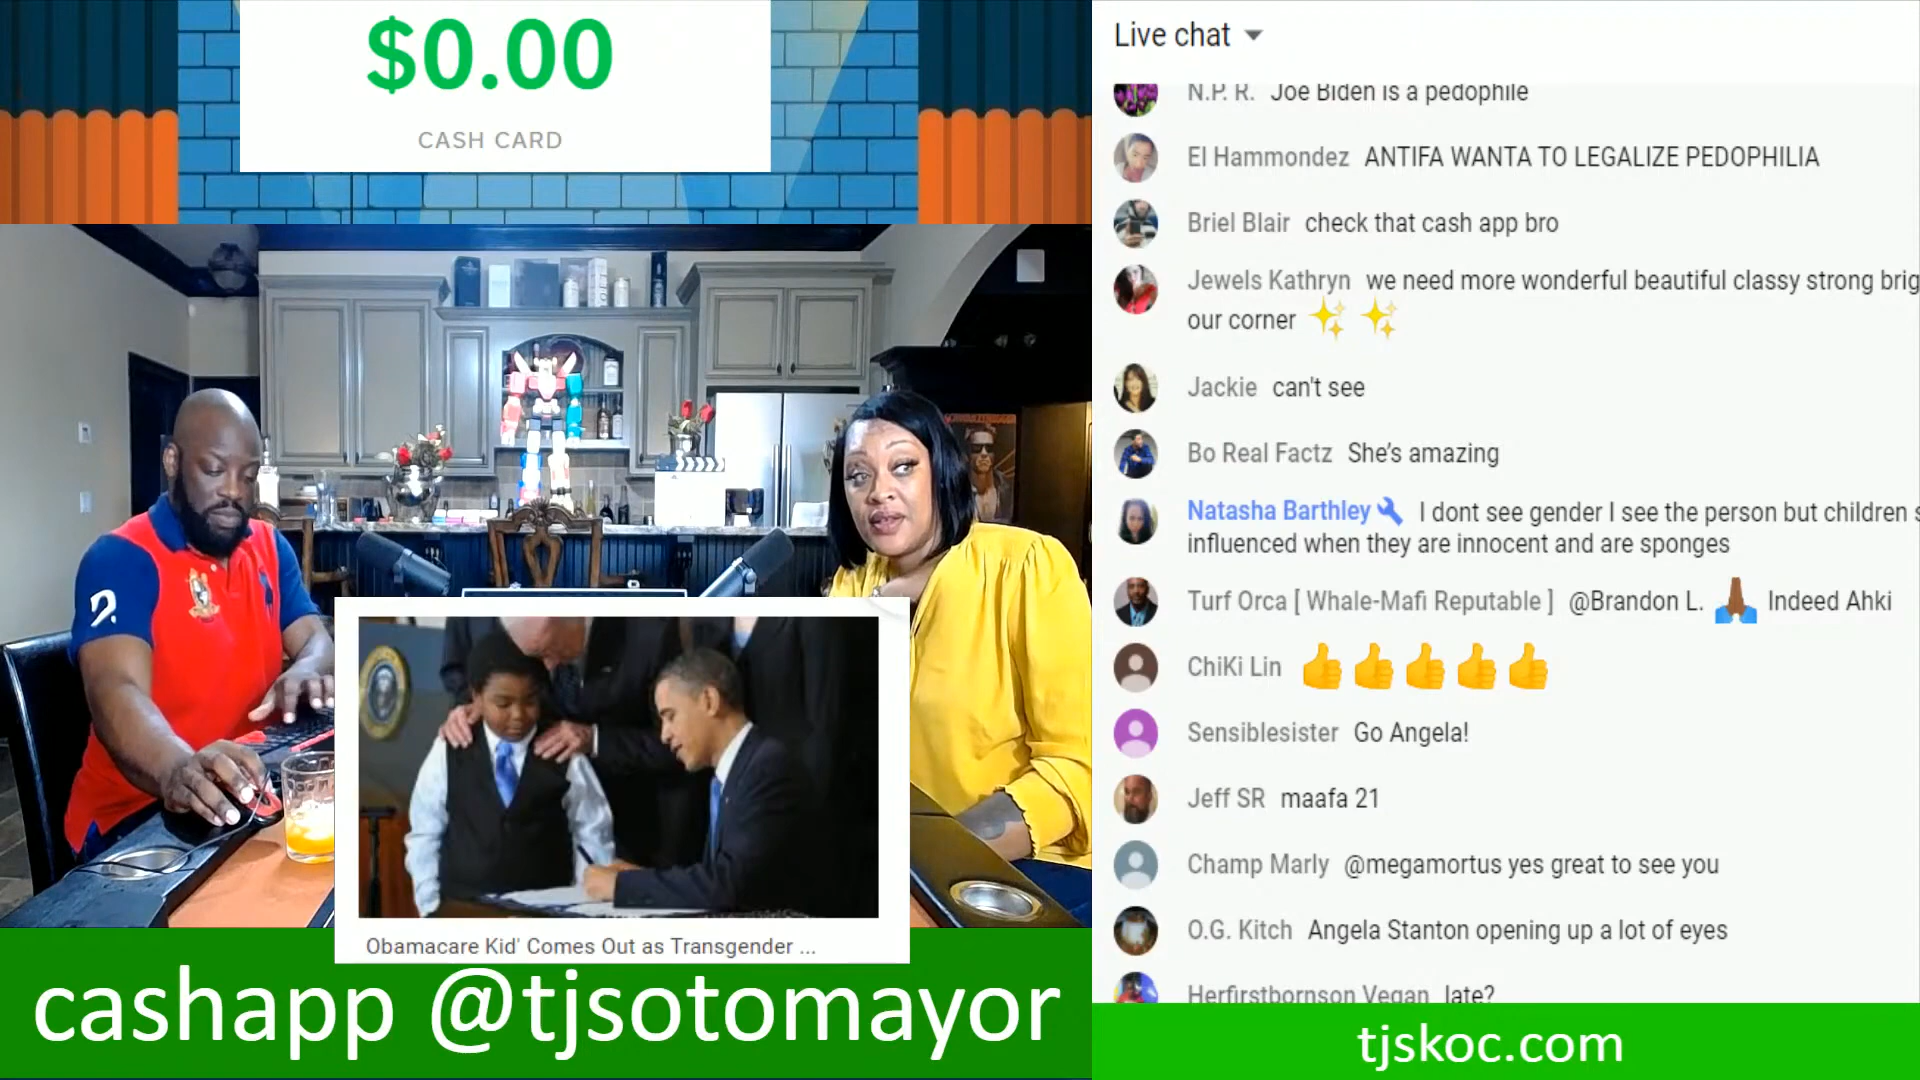 $0.00
CASH CARD
Obamacare Kid' Comes Out as Transgender ...
cashapp @tjsotomayor
Live chat
N.P. R. Joe Biden is a pedophile
El Hammondez ANTIFA WANTA TO LEGALIZE PEDOPHILIA
Briel Blair check that cash app bro
Jewels Kathryn we need more wonderful beautiful classy strong brig
our corner ✨ ✨
Jackie can't see
Bo Real Factz She’s amazing
Natasha Barthley 🔧 I dont see gender I see the person but children s
influenced when they are innocent and are sponges
Turf Orca [ Whale-Mafi Reputable ] @Brandon L. 🙏🏾 Indeed Ahki
ChiKi Lin 👍👍👍👍👍
Sensiblesister Go Angela!
Jeff SR maafa 21
Champ Marly @megamortus yes great to see you
O.G. Kitch Angela Stanton opening up a lot of eyes
Herfirstbornson Vegan late?
tjskoc.com